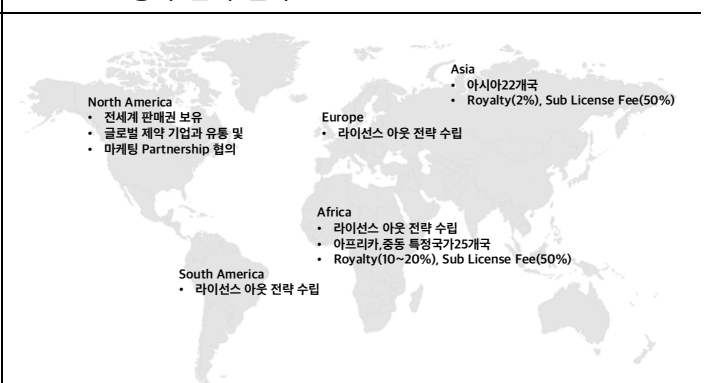 North America
• 전세계 판매권 보유
• 글로벌 제약 기업과 유통 및
• 마케팅 Partnership 협의
Asia
• 아시아22개국
• Royalty(2%), Sub License Fee(50%)
Europe
• 라이선스 아웃 전략 수립
Africa
• 라이선스 아웃 전략 수립
• 아프리카,중동 특정국가25개국
• Royalty(10~20%), Sub License Fee(50%)
South America
• 라이선스 아웃 전략 수립